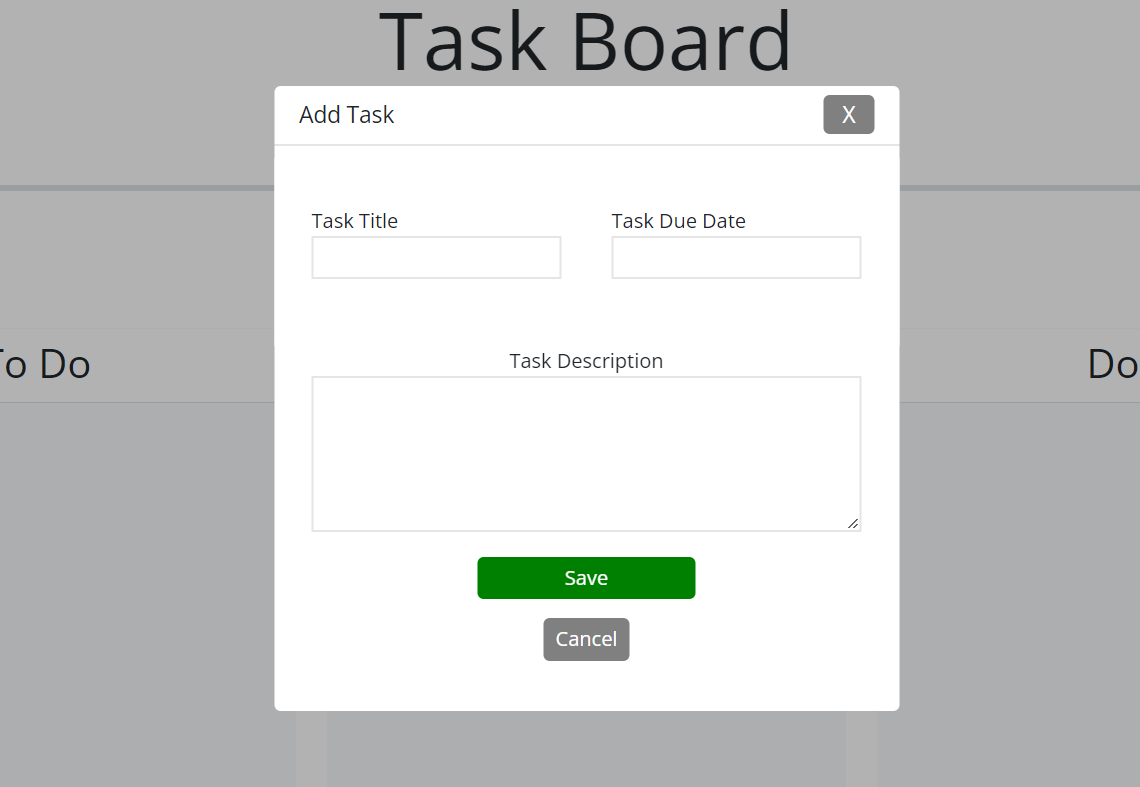 Task Board
Add Task X
Task Title Task Due Date
To Do
Do
Task Description
Save
Cancel